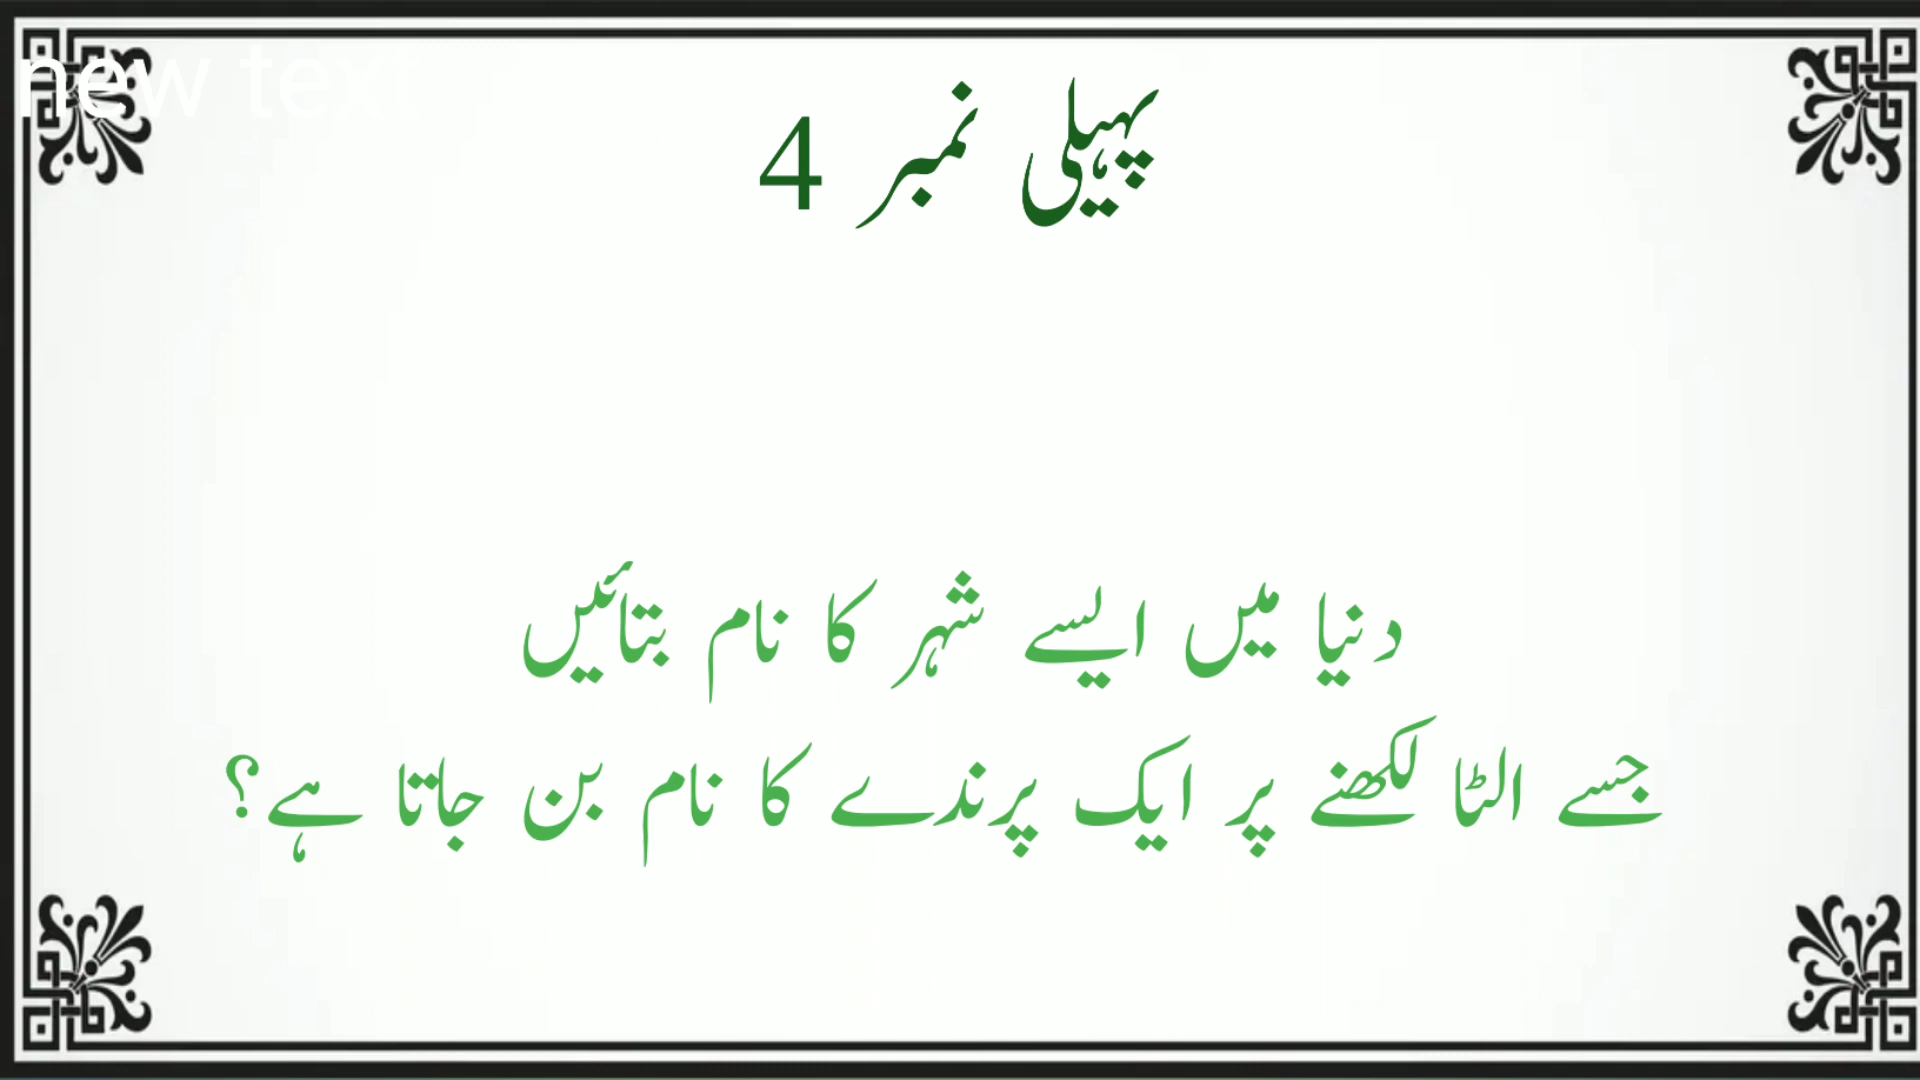 new text
پہیلی نمبر 4
دنیا میں ایسے شہر کا نام بتائیں
جسے الٹا لکھنے پر ایک پرندے کا نام بن جاتا ہے؟